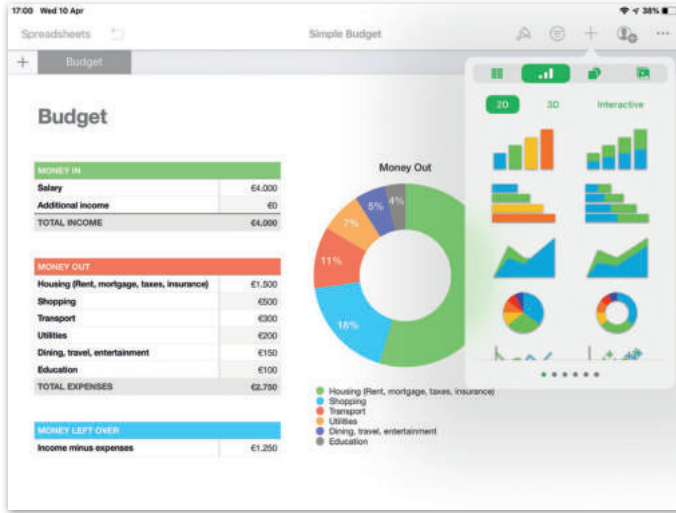 17:00 Wed 10 Apr 38%
Spreadsheets Simple Budget
+ Budget
2D 3D Interactive
Budget
MONEY IN
Salary €4,000
Additional income €0
TOTAL INCOME €4,000
MONEY OUT
Housing (Rent, mortgage, taxes, insurance) €1,500
Shopping €500
Transport €300
Utilities €200
Dining, travel, entertainment €150
Education €100
TOTAL EXPENSES €2,750
MONEY LEFT OVER
Income minus expenses €1,250
Money Out
4%
5%
7%
11%
18%
Housing (Rent, mortgage, taxes, insurance)
Shopping
Transport
Utilities
Dining, travel, entertainment
Education